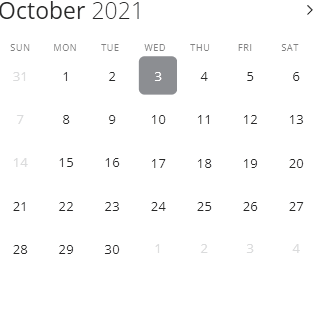 October 2021
SUN MON TUE WED THU FRI SAT
31 1 2 3 4 5 6
7 8 9 10 11 12 13
14 15 16 17 18 19 20
21 22 23 24 25 26 27
28 29 30 1 2 3 4